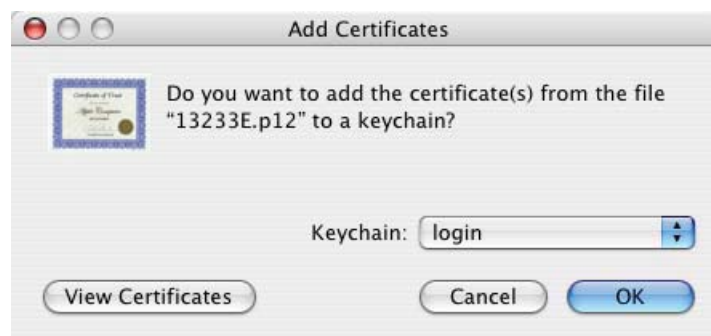 Add Certificates
Do you want to add the certificate(s) from the file
“13233E.p12” to a keychain?
Keychain: login
View Certificates Cancel OK